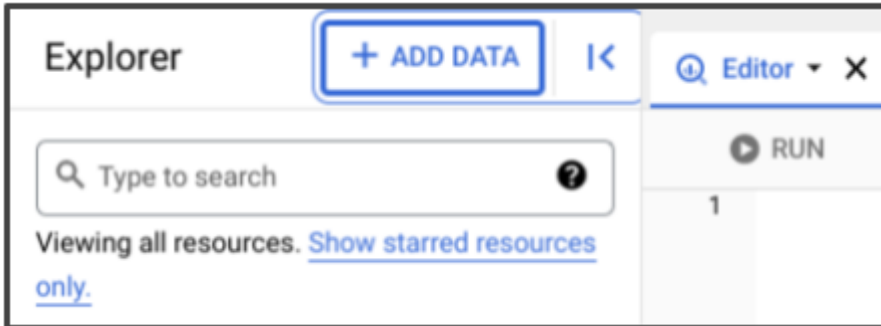 Explorer
+ ADD DATA
Editor
RUN
Type to search
1
Viewing all resources. Show starred resources
only.